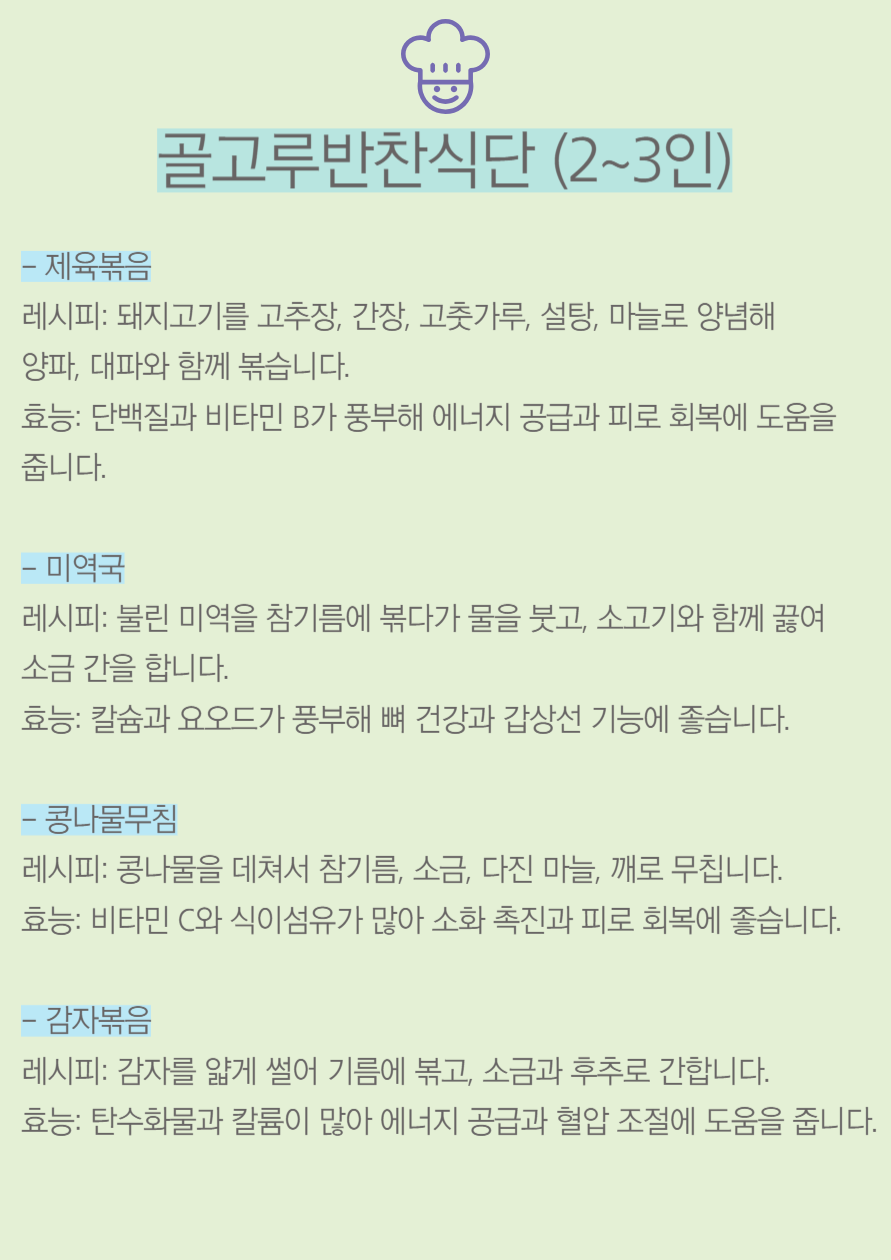 골고루반찬식단 (2~3인)
– 제육볶음
레시피: 돼지고기를 고추장, 간장, 고춧가루, 설탕, 마늘로 양념해
양파, 대파와 함께 볶습니다.
효능: 단백질과 비타민 B가 풍부해 에너지 공급과 피로 회복에 도움을
줍니다.
– 미역국
레시피: 불린 미역을 참기름에 볶다가 물을 붓고, 소고기와 함께 끓여
소금 간을 합니다.
효능: 칼슘과 요오드가 풍부해 뼈 건강과 갑상선 기능에 좋습니다.
– 콩나물무침
레시피: 콩나물을 데쳐서 참기름, 소금, 다진 마늘, 깨로 무칩니다.
효능: 비타민 C와 식이섬유가 많아 소화 촉진과 피로 회복에 좋습니다.
– 감자볶음
레시피: 감자를 얇게 썰어 기름에 볶고, 소금과 후추로 간합니다.
효능: 탄수화물과 칼륨이 많아 에너지 공급과 혈압 조절에 도움을 줍니다.